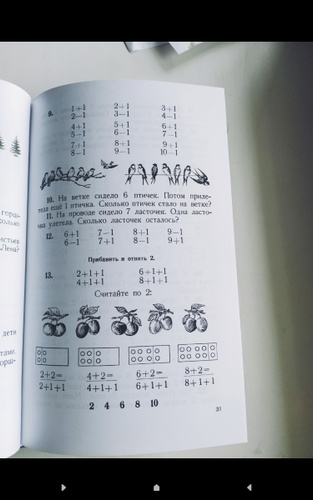 9.
1+1 2+1 3+1
2−1 3−1 4−1
4+1 5+1 6+1
5−1 6−1 7−1
7+1 8+1 9+1
8−1 9−1 10−1
10. На ветке сидело 6 птичек. Потом приле-
тела ещё 1 птичка. Сколько птичек стало на ветке?
11. На проводе сидело 7 ласточек. Одна ласто-
чка улетела. Сколько ласточек осталось?
12. 6+1 7−1 8+1 9−1
6−1 7+1 8−1 9+1
Прибавить и отнять 2.
13. 2+1+1 6+1+1
4+1+1 8+1+1
Считайте по 2:
2+2= 4+2= 6+2= 8+2=
2+1+1 4+1+1 6+1+1 8+1+1
2 4 6 8 10
31
Лена?
дети